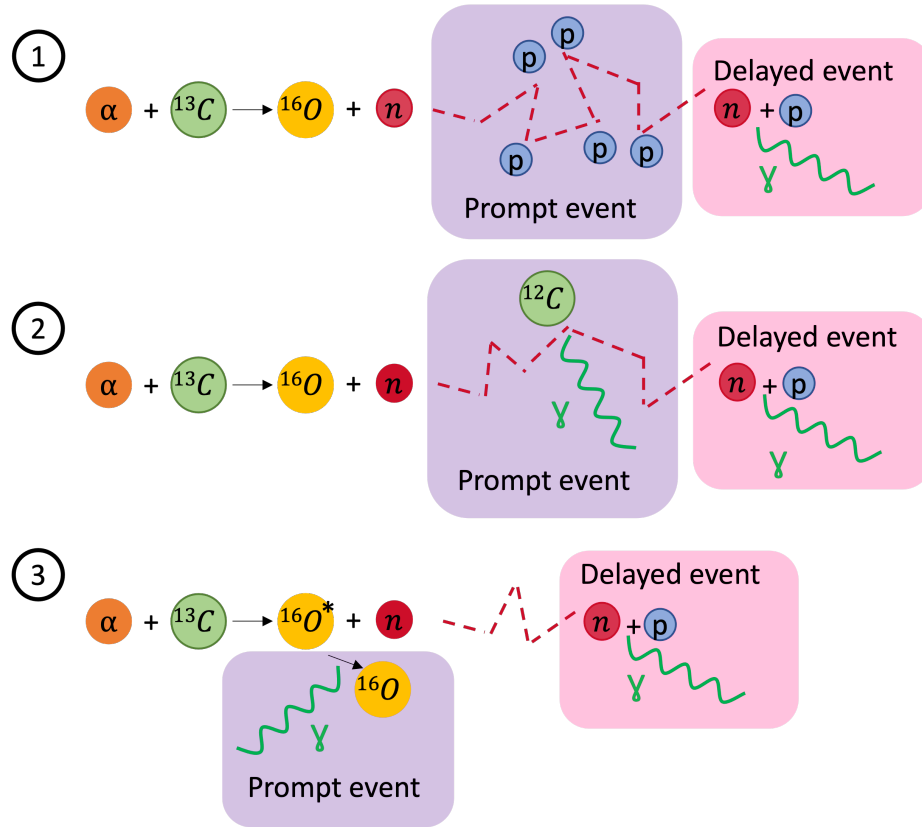 1
α + ¹³C → ¹⁶O + n
p p p p p
Prompt event
Delayed event
n + p
γ
2
α + ¹³C → ¹⁶O + n
¹²C
γ
Prompt event
Delayed event
n + p
γ
3
α + ¹³C → ¹⁶O* + n
¹⁶O
γ
Prompt event
Delayed event
n + p
γ